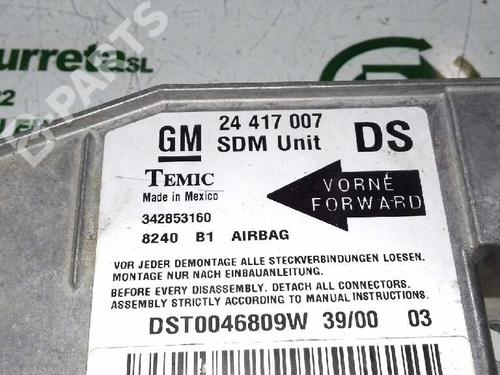 urreta SL
B-PARTS
GM 24 417 007 DS
SDM Unit
TEMIC
Made in Mexico
VORNE
FORWARD
342853160
8240 B1 AIRBAG
VOR JEDER DEMONTAGE ALLE STECKVERBINDUNGEN LOESEN.
MONTAGE NUR NACH EINBAUANLEITUNG.
BEFORE EVERY DISASSEMBLY. DETACH ALL CONNECTORS.
ASSEMBLY STRICTLY ACCORDING TO MANUAL INSTRUCTIONS.
DST0046809W 39/00 03